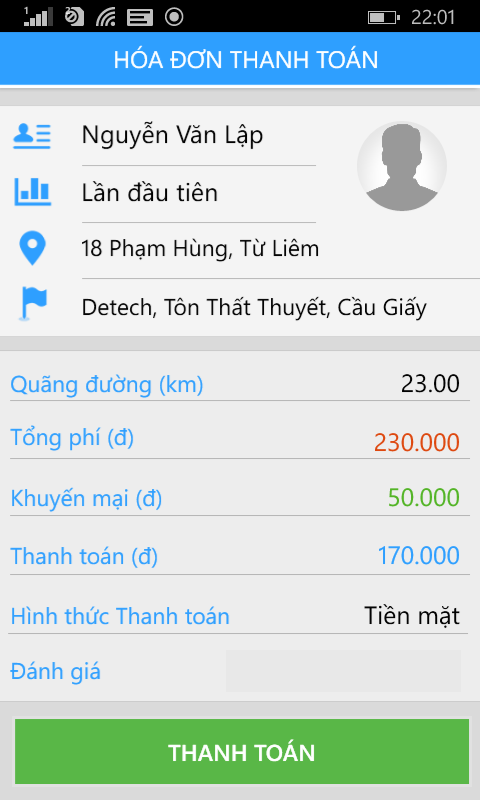 1
2
22:01
HÓA ĐƠN THANH TOÁN
Nguyễn Văn Lập
Lần đầu tiên
18 Phạm Hùng, Từ Liêm
Detech, Tôn Thất Thuyết, Cầu Giấy
Quãng đường (km) 23.00
Tổng phí (đ) 230.000
Khuyến mại (đ) 50.000
Thanh toán (đ) 170.000
Hình thức Thanh toán Tiền mặt
Đánh giá
THANH TOÁN